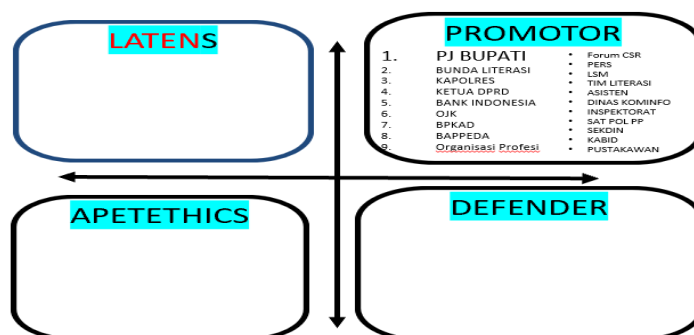 LATENS
PROMOTOR
1. PJ BUPATI
2. BUNDA LITERASI
3. KAPOLRES
4. KETUA DPRD
5. BANK INDONESIA
6. OJK
7. BPKAD
8. BAPPEDA
9. Organisasi Profesi
• Forum CSR
• PERS
• LSM
• TIM LITERASI
• ASISTEN
• DINAS KOMINFO
• INSPEKTORAT
• SAT POL PP
• SEKDIN
• KABID
• PUSTAKAWAN
APETETHICS
DEFENDER